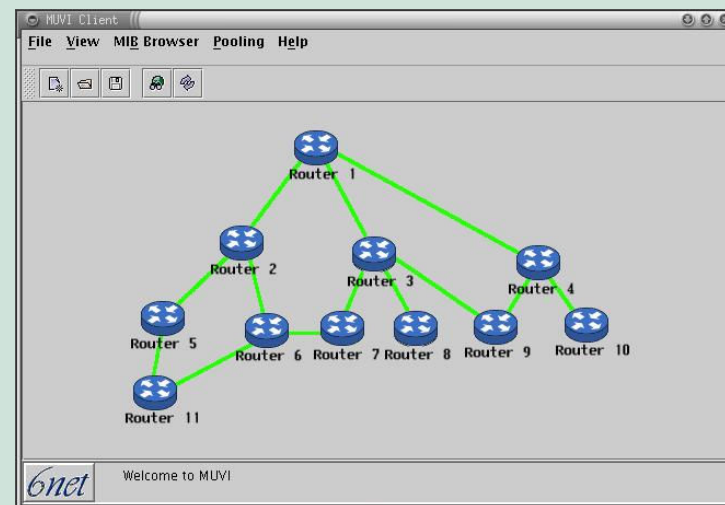 MUVI Client
File View MIB Browser Pooling Help
Router 1
Router 2
Router 3
Router 4
Router 5
Router 6
Router 7
Router 8
Router 9
Router 10
Router 11
6net
Welcome to MUVI